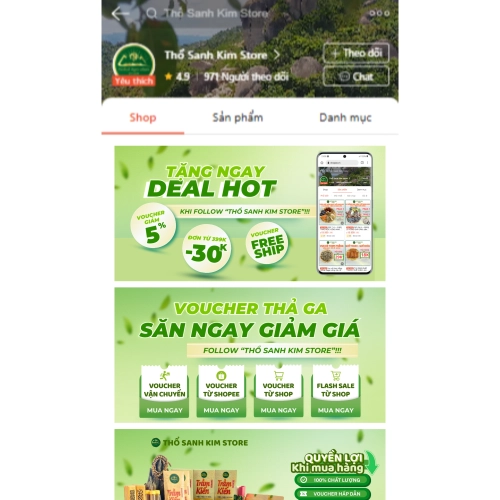 Thổ Sanh Kim Store
Thổ Sanh Kim Store >
+ Theo dõi
Yêu thích
4.9
971 Người theo dõi
Chat
Shop
Sản phẩm
Danh mục
TẶNG NGAY
DEAL HOT
KHI FOLLOW "THỔ SANH KIM STORE"!!!
VOUCHER
GIẢM
5%
ĐƠN TỪ 399K
-30K
VOUCHER
FREE
SHIP
VOUCHER THẢ GA
SĂN NGAY GIẢM GIÁ
FOLLOW "THỔ SANH KIM STORE"!!!
VOUCHER
VẬN CHUYỂN
MUA NGAY
VOUCHER
TỪ SHOPEE
MUA NGAY
VOUCHER
TỪ SHOP
MUA NGAY
FLASH SALE
TỪ SHOP
MUA NGAY
THỔ SANH KIM STORE
QUYỀN LỢI
Khi mua hàng
100% CHẤT LƯỢNG
VOUCHER HẤP DẪN
Trầm
Kiến
Trầm
Kiến